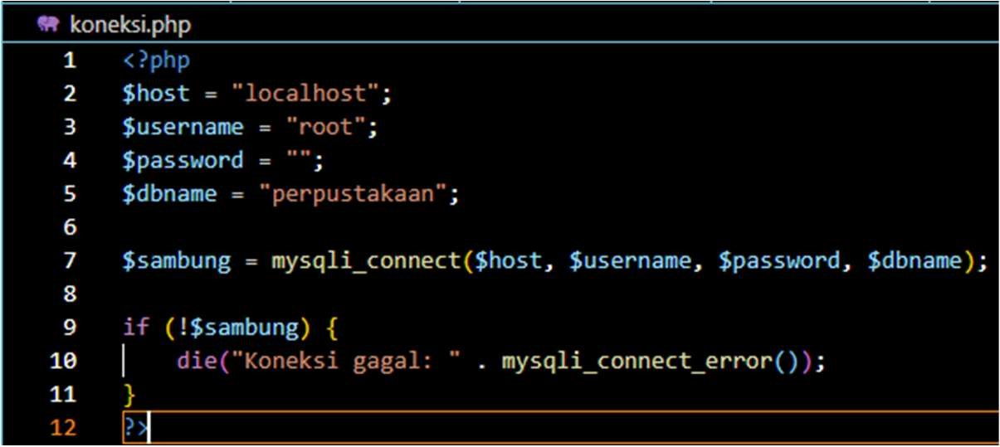 koneksi.php
1 <?php
2 $host = "localhost";
3 $username = "root";
4 $password = "";
5 $dbname = "perpustakaan";
6
7 $sambung = mysqli_connect($host, $username, $password, $dbname);
8
9 if (!$sambung) {
10     die("Koneksi gagal: " . mysqli_connect_error());
11 }
12 ?>